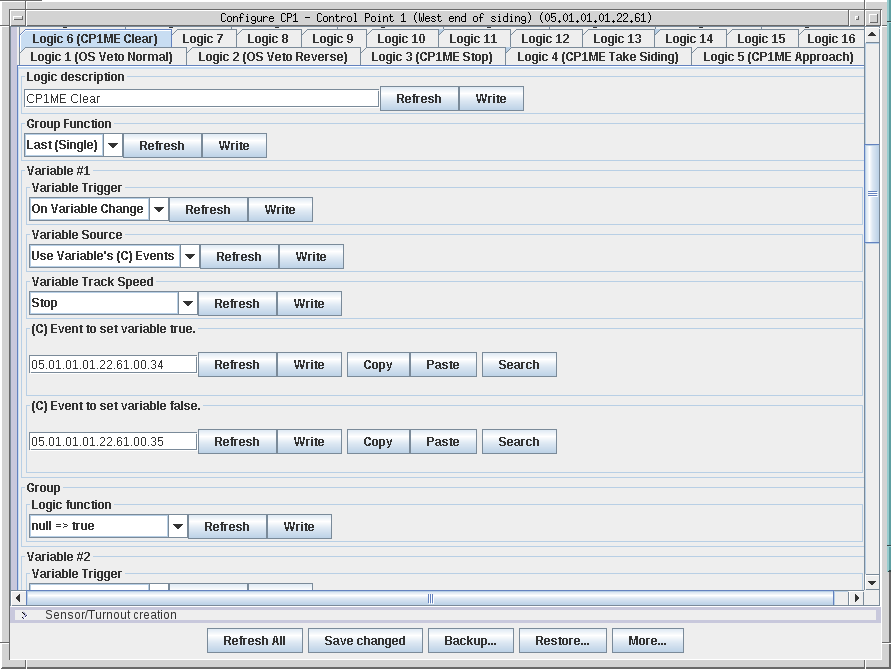 Configure CP1 - Control Point 1 (West end of siding) (05.01.01.01.22.61)
Logic 6 (CP1ME Clear) Logic 7 Logic 8 Logic 9 Logic 10 Logic 11 Logic 12 Logic 13 Logic 14 Logic 15 Logic 16
Logic 1 (OS Veto Normal) Logic 2 (OS Veto Reverse) Logic 3 (CP1ME Stop) Logic 4 (CP1ME Take Siding) Logic 5 (CP1ME Approach)
Logic description
CP1ME Clear Refresh Write
Group Function
Last (Single) Refresh Write
Variable #1
Variable Trigger
On Variable Change Refresh Write
Variable Source
Use Variable's (C) Events Refresh Write
Variable Track Speed
Stop Refresh Write
(C) Event to set variable true.
05.01.01.01.22.61.00.34 Refresh Write Copy Paste Search
(C) Event to set variable false.
05.01.01.01.22.61.00.35 Refresh Write Copy Paste Search
Group
Logic function
null => true Refresh Write
Variable #2
Variable Trigger
Sensor/Turnout creation
Refresh All Save changed Backup... Restore... More...